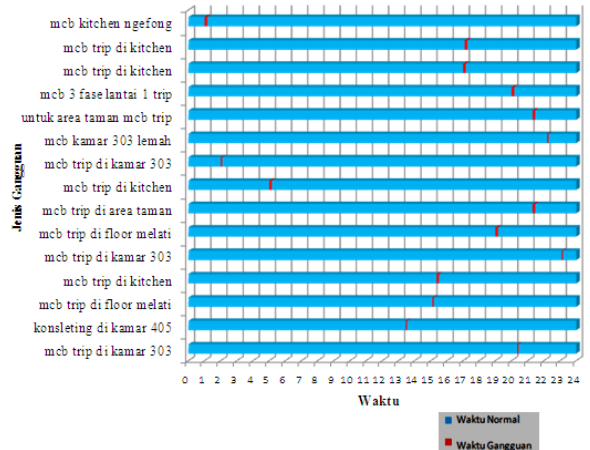 mcb kitchen ngefong
mcb trip di kitchen
mcb trip di kitchen
mcb 3 fase lantai 1 trip
untuk area taman mcb trip
mcb kamar 303 lemah
mcb trip di kamar 303
mcb trip di kitchen
mcb trip di area taman
mcb trip di floor melati
mcb trip di kamar 303
mcb trip di kitchen
mcb trip di floor melati
konsleting di kamar 405
mcb trip di kamar 303
Jenis Gangguan
0 1 2 3 4 5 6 7 8 9 10 11 12 13 14 15 16 17 18 19 20 21 22 23 24
Waktu
Waktu Normal
Waktu Gangguan